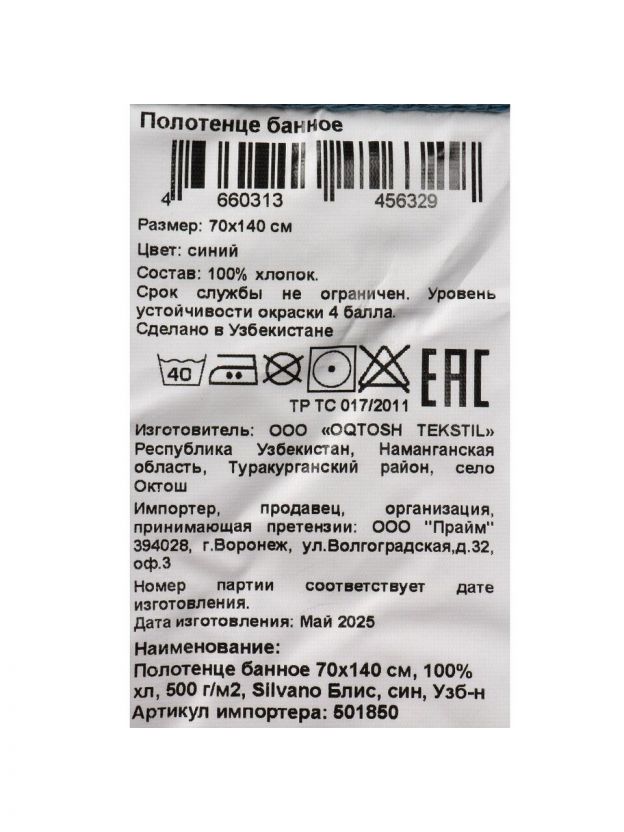 Полотенце банное
4 660313 456329
Размер: 70х140 см
Цвет: синий
Состав: 100% хлопок.
Срок службы не ограничен. Уровень
устойчивости окраски 4 балла.
Сделано в Узбекистане
40
ЕАС
ТР ТС 017/2011
Изготовитель: ООО «OQTOSH TEKSTIL»
Республика Узбекистан, Наманганская
область, Туракурганский район, село
Октош
Импортер, продавец, организация,
принимающая претензии: ООО "Прайм"
394028, г.Воронеж, ул.Волгоградская,д.32,
оф.3
Номер партии соответствует дате
изготовления.
Дата изготовления: Май 2025
Наименование:
Полотенце банное 70х140 см, 100%
хл, 500 г/м2, Silvano Блис, син, Узб-н
Артикул импортера: 501850